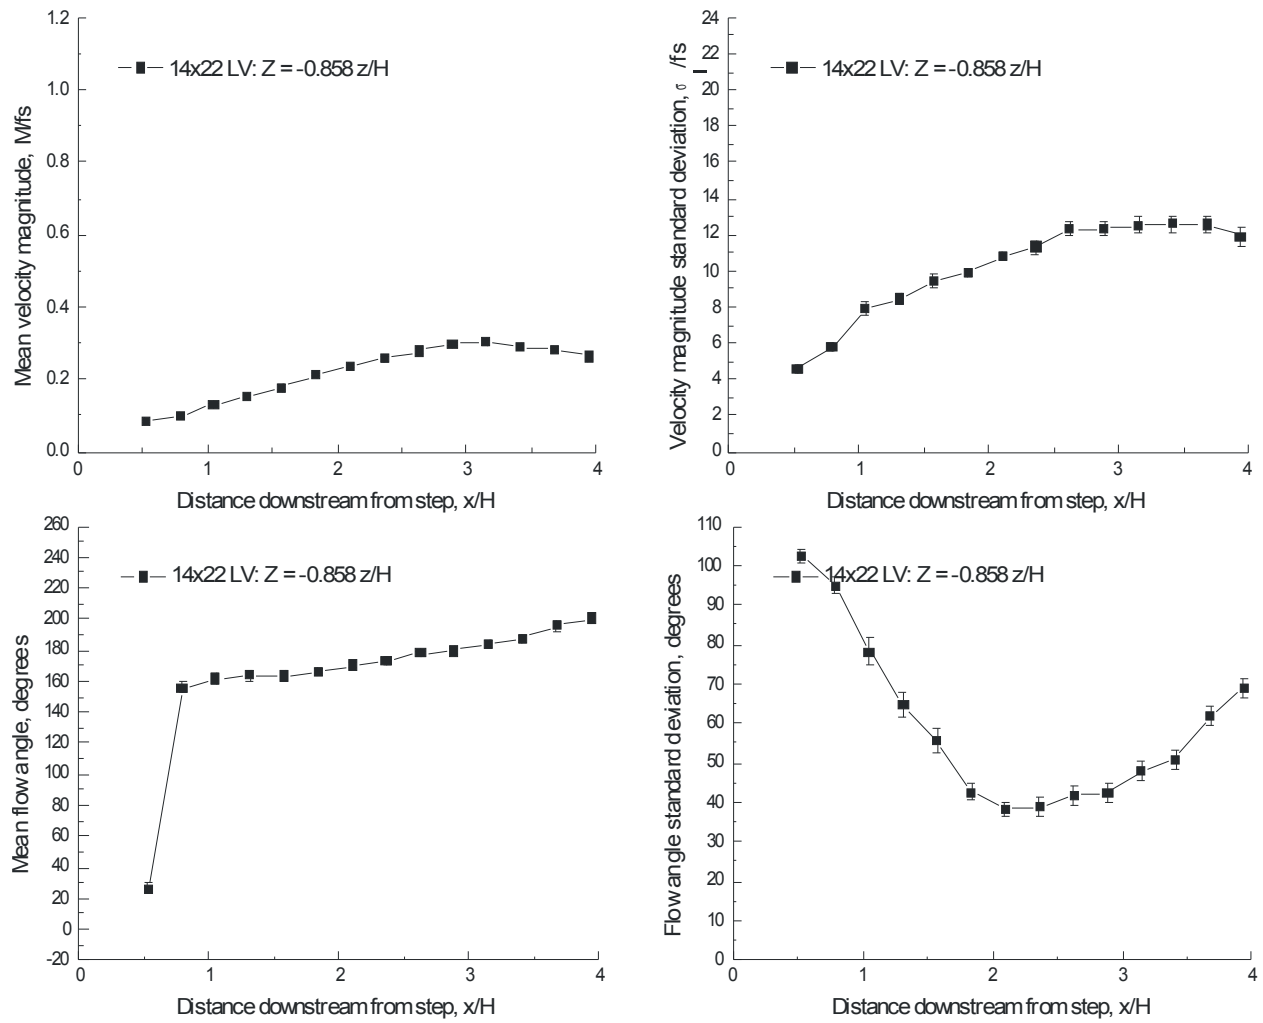 1.2
1.0
0.8
0.6
0.4
0.2
0.0
Mean velocity magnitude, M/fs
14x22 LV: Z = -0.858 z/H
0 1 2 3 4
Distance downstream from step, x/H
24
22
20
18
16
14
12
10
8
6
4
2
0
Velocity magnitude standard deviation, σ /fs
14x22 LV: Z = -0.858 z/H
0 1 2 3 4
Distance downstream from step, x/H
260
240
220
200
180
160
140
120
100
80
60
40
20
0
-20
Mean flow angle, degrees
14x22 LV: Z = -0.858 z/H
0 1 2 3 4
Distance downstream from step, x/H
110
100
90
80
70
60
50
40
30
20
10
0
Flow angle standard deviation, degrees
14x22 LV: Z = -0.858 z/H
0 1 2 3 4
Distance downstream from step, x/H